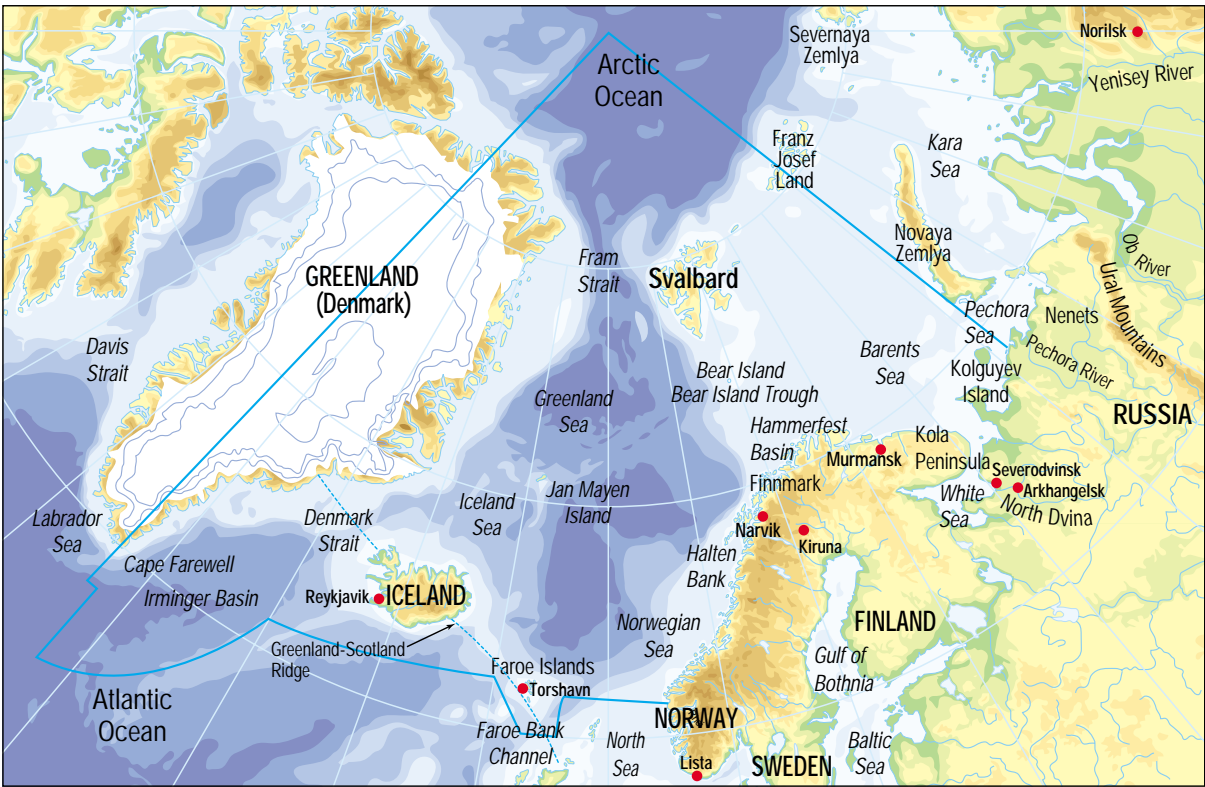 Severnaya
Zemlya
Norilsk
Arctic
Ocean
Yenisey River
Franz
Josef
Land
Kara
Sea
Novaya
Zemlya
Ob River
Fram
Strait
Svalbard
GREENLAND
(Denmark)
Ural Mountains
Pechora
Sea
Nenets
Davis
Strait
Barents
Sea
Pechora River
Kolguyev
Island
Bear Island
Bear Island Trough
Greenland
Sea
RUSSIA
Hammerfest
Basin
Kola
Peninsula
Murmansk
Severodvinsk
Arkhangelsk
Finnmark
White
Sea
North Dvina
Iceland
Sea
Jan Mayen
Island
Labrador
Sea
Denmark
Strait
Narvik
Kiruna
Halten
Bank
Cape Farewell
Irminger Basin
Reykjavik
ICELAND
FINLAND
Norwegian
Sea
Greenland-Scotland
Ridge
Faroe Islands
Torshavn
Gulf of
Bothnia
Atlantic
Ocean
NORWAY
Faroe Bank
Channel
North
Sea
Lista
SWEDEN
Baltic
Sea